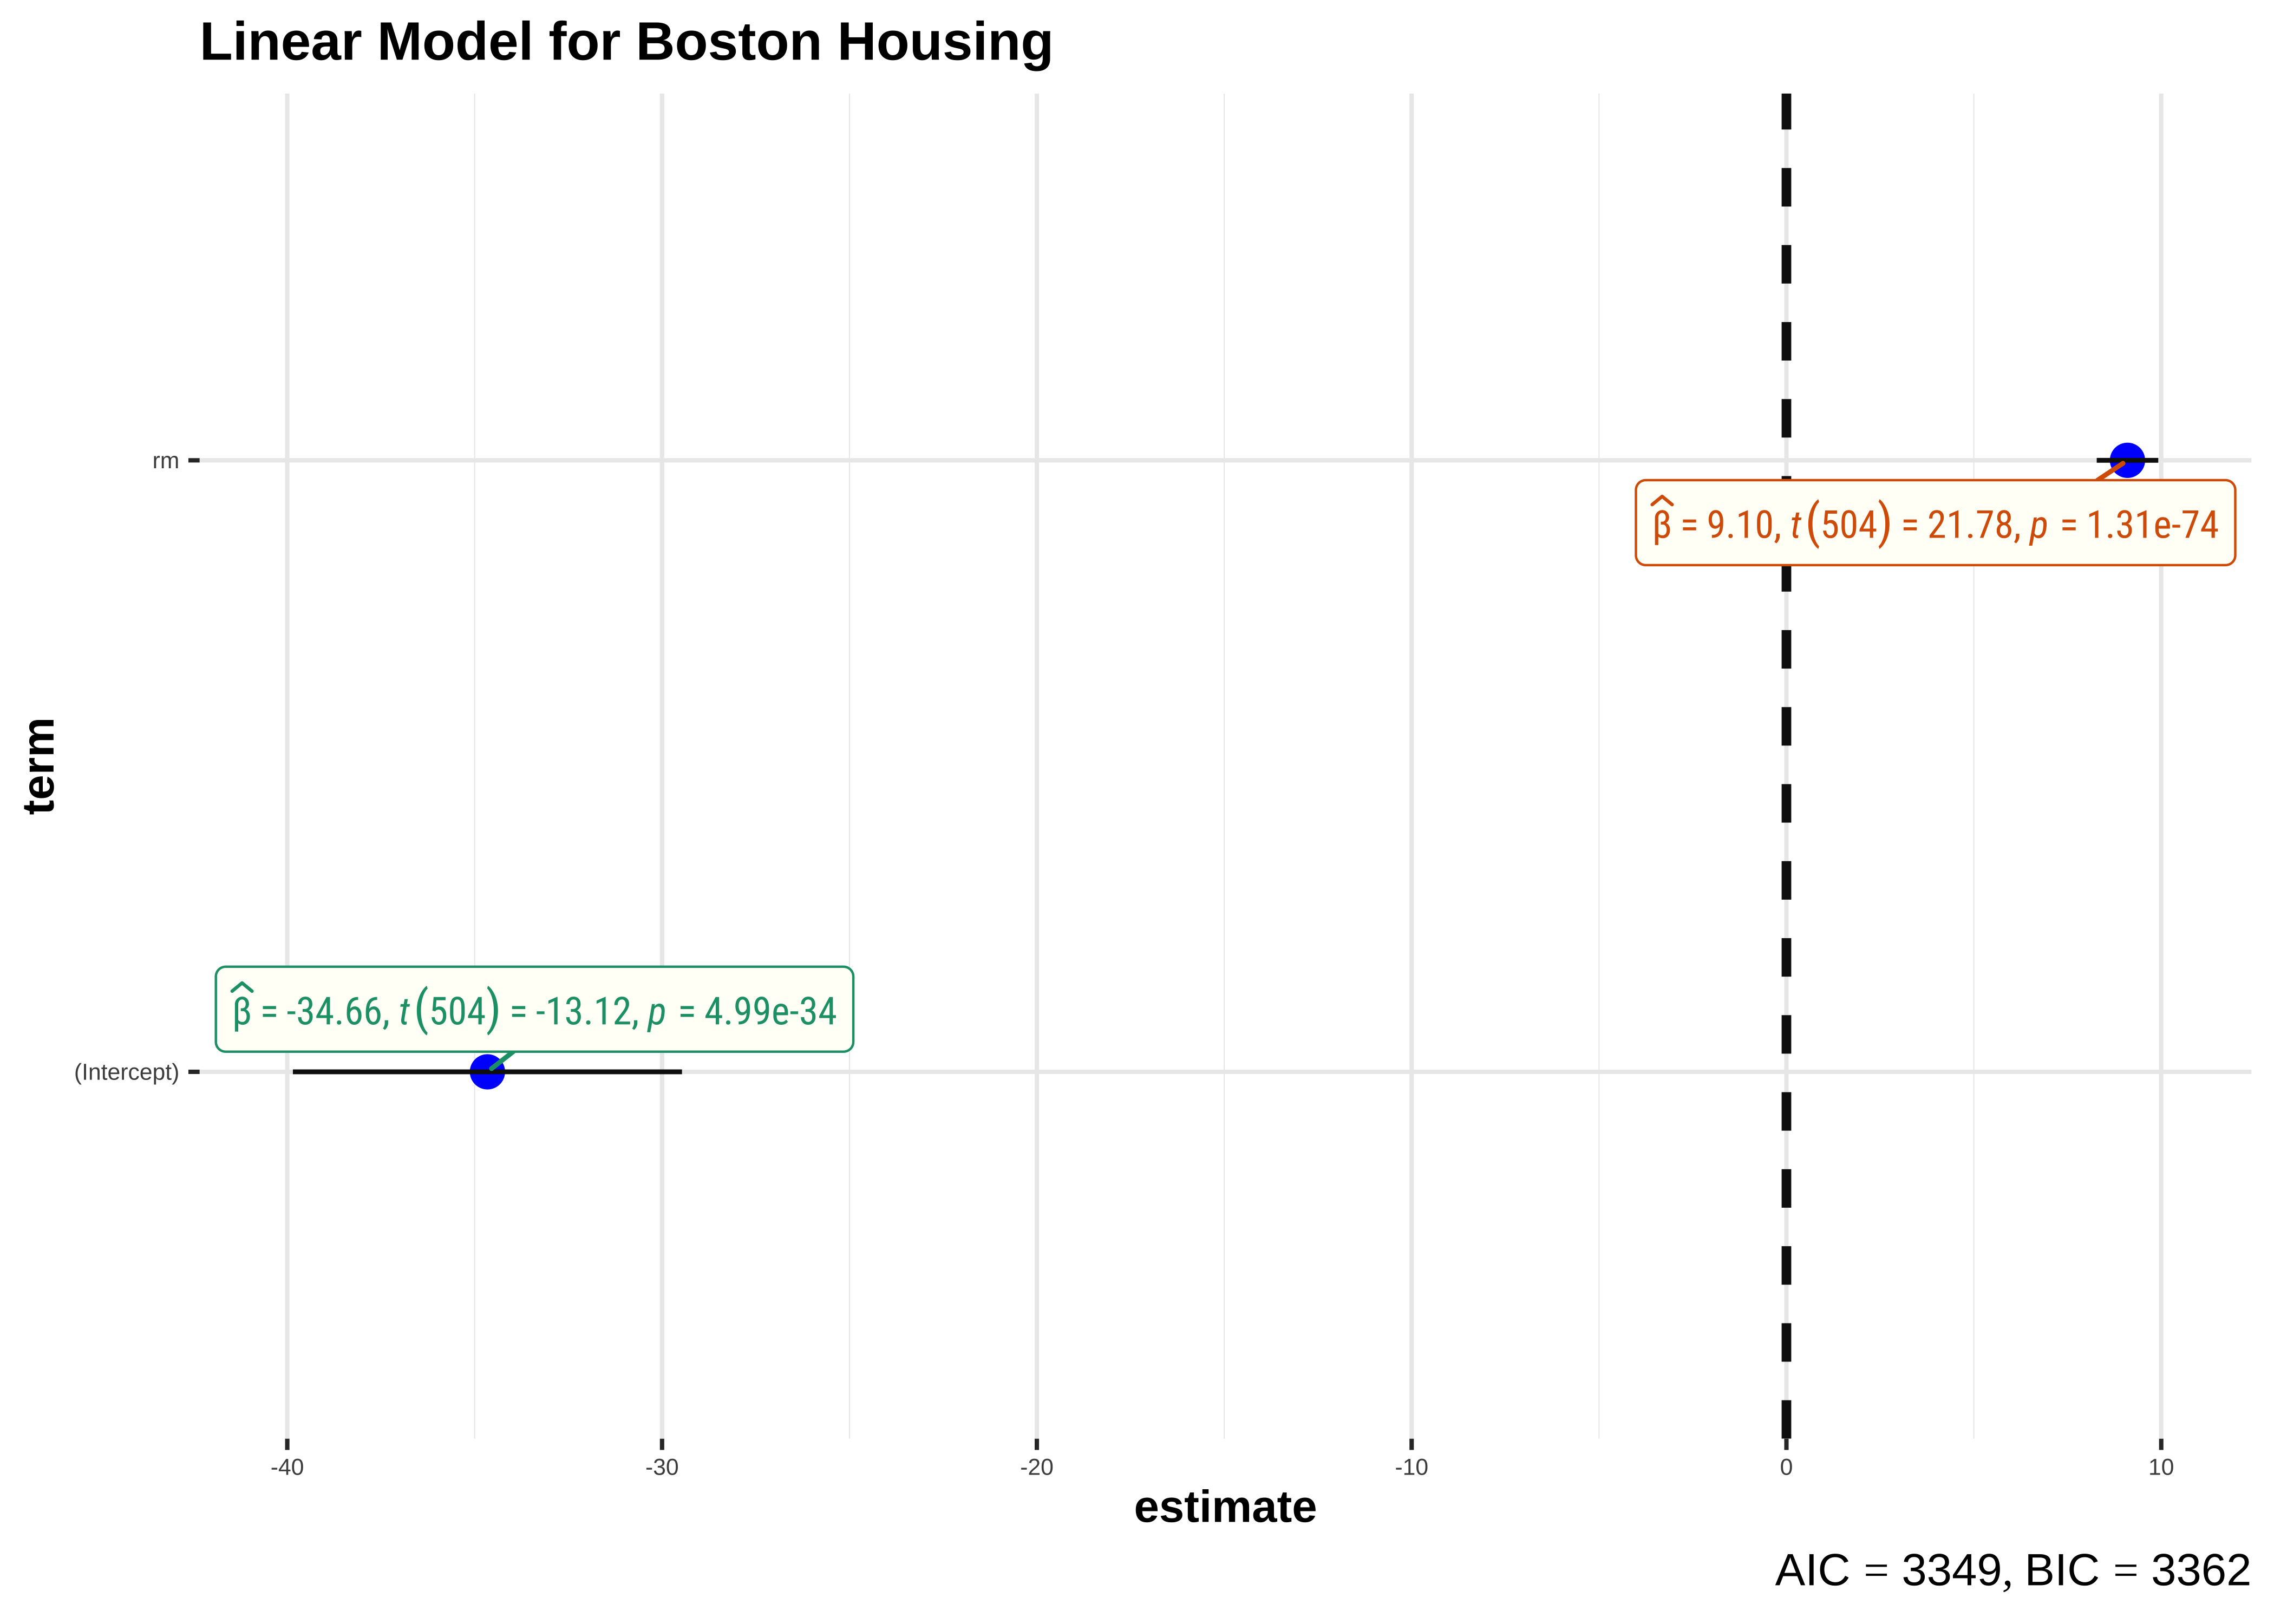 Linear Model for Boston Housing
term
rm
β̂ = 9.10, t(504) = 21.78, p = 1.31e-74
β̂ = -34.66, t(504) = -13.12, p = 4.99e-34
(Intercept)
-40 -30 -20 -10 0 10
estimate
AIC = 3349, BIC = 3362